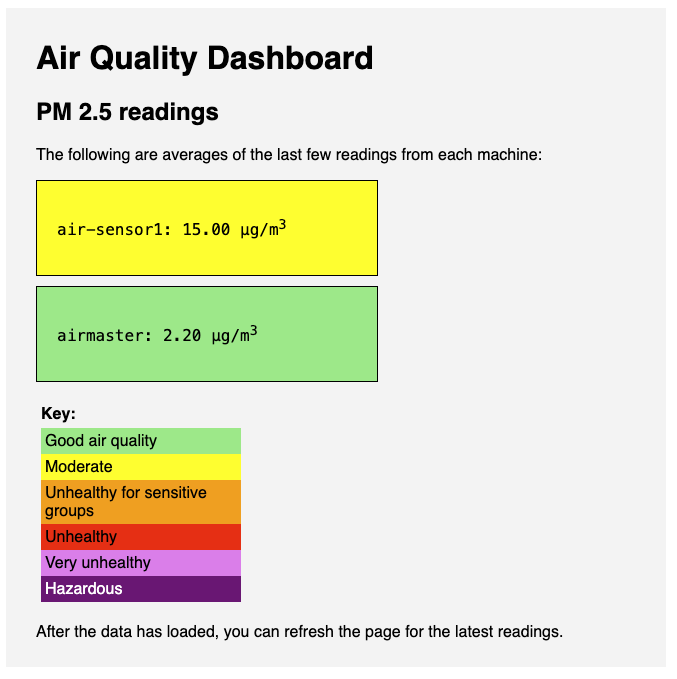 Air Quality Dashboard
PM 2.5 readings
The following are averages of the last few readings from each machine:
air-sensor1: 15.00 µg/m³
airmaster: 2.20 µg/m³
Key:
Good air quality
Moderate
Unhealthy for sensitive
groups
Unhealthy
Very unhealthy
Hazardous
After the data has loaded, you can refresh the page for the latest readings.